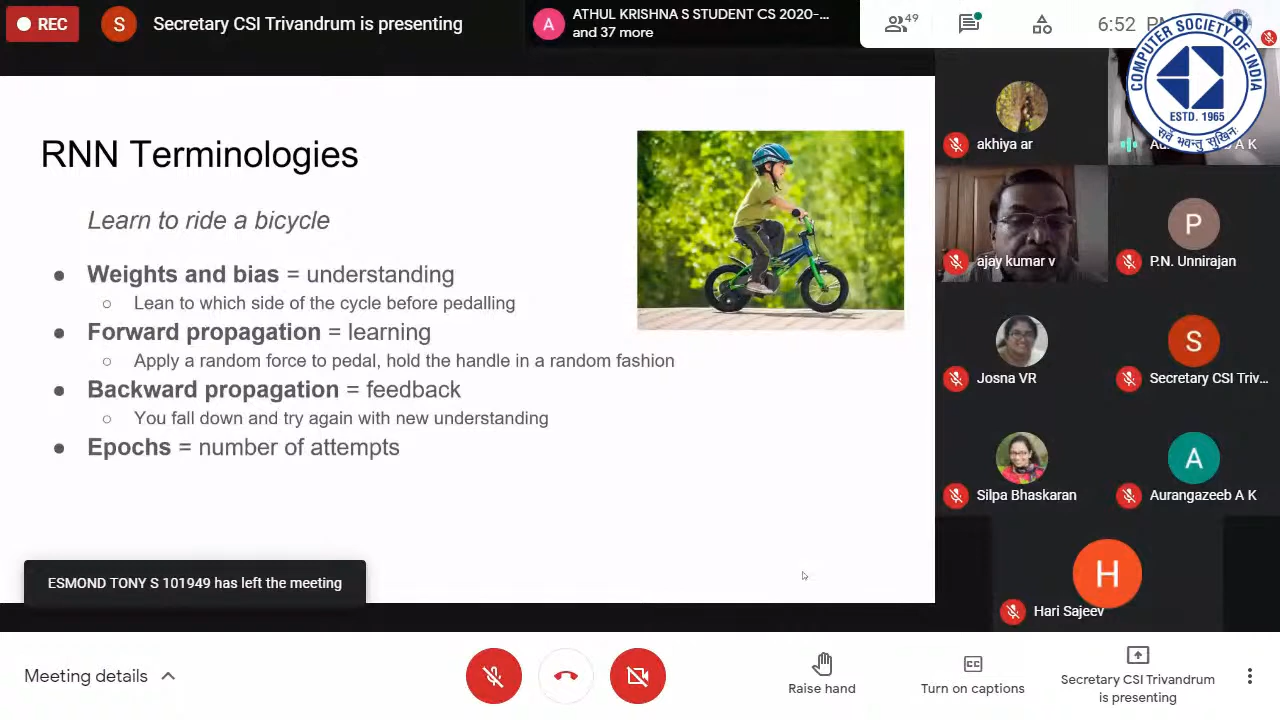 REC
S
Secretary CSI Trivandrum is presenting
A
ATHUL KRISHNA S STUDENT CS 2020-...
and 37 more
49
6:52
COMPUTER SOCIETY OF INDIA
ESTD. 1965
सर्वे भवन्तु सुखिनः
RNN Terminologies
Learn to ride a bicycle
● Weights and bias = understanding
○ Lean to which side of the cycle before pedalling
● Forward propagation = learning
○ Apply a random force to pedal, hold the handle in a random fashion
● Backward propagation = feedback
○ You fall down and try again with new understanding
● Epochs = number of attempts
ESMOND TONY S 101949 has left the meeting
akhiya ar
A K
ajay kumar v
P
P.N. Unnirajan
Josna VR
S
Secretary CSI Triv...
Silpa Bhaskaran
A
Aurangazeeb A K
H
Hari Sajeev
Meeting details
Raise hand
CC
Turn on captions
Secretary CSI Trivandrum
is presenting